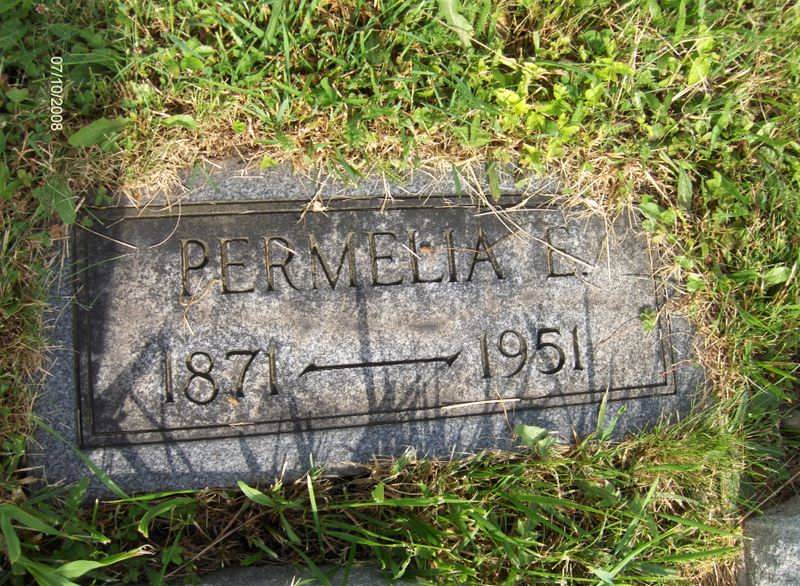 07/10/2008
PERMELIA E.
1871 — 1951